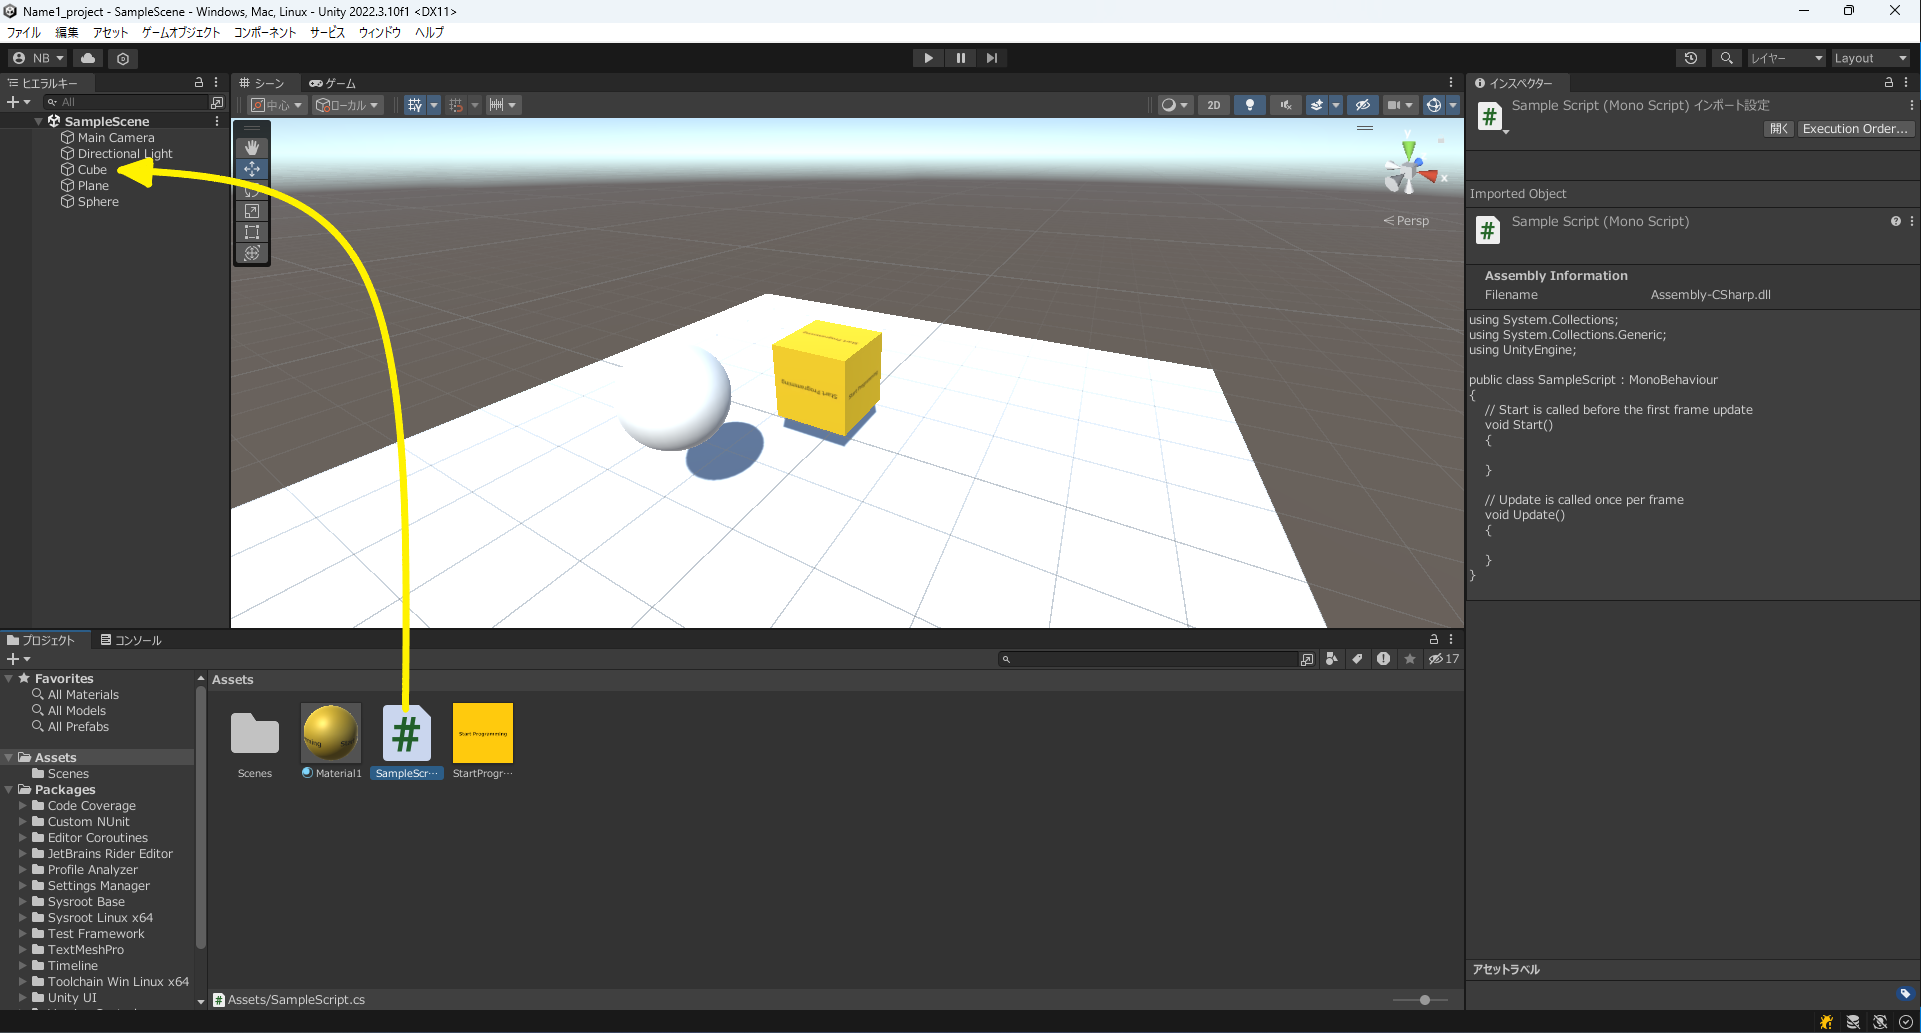 Name1_project - SampleScene - Windows, Mac, Linux - Unity 2022.3.10f1 <DX11>
ファイル 編集 アセット ゲームオブジェクト コンポーネント サービス ウィンドウ ヘルプ
NB
レイヤー
Layout
ヒエラルキー
All
SampleScene
Main Camera
Directional Light
Cube
Plane
Sphere
シーン
ゲーム
中心
ローカル
2D
y
x
Persp
Start Programming
Start Programming
インスペクター
Sample Script (Mono Script) インポート設定
開く
Execution Order...
Imported Object
Sample Script (Mono Script)
Assembly Information
Filename Assembly-CSharp.dll
using System.Collections;
using System.Collections.Generic;
using UnityEngine;
public class SampleScript : MonoBehaviour
{
// Start is called before the first frame update
void Start()
{
}
// Update is called once per frame
void Update()
{
}
}
アセットラベル
プロジェクト
コンソール
17
Favorites
All Materials
All Models
All Prefabs
Assets
Scenes
Packages
Code Coverage
Custom NUnit
Editor Coroutines
JetBrains Rider Editor
Profile Analyzer
Settings Manager
Sysroot Base
Sysroot Linux x64
Test Framework
TextMeshPro
Timeline
Toolchain Win Linux x64
Unity UI
Assets
#
Start Programming
Scenes
Material1
SampleScr...
StartProgr...
Assets/SampleScript.cs